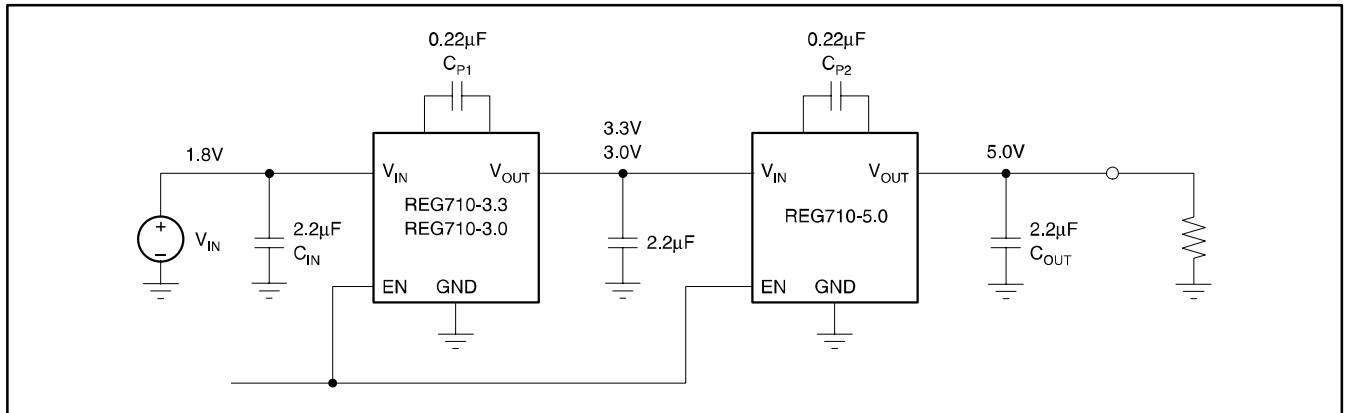 0.22μF
C_P1
0.22μF
C_P2
1.8V
3.3V
3.0V
5.0V
V_IN
V_OUT
V_IN
V_OUT
REG710-3.3
REG710-3.0
REG710-5.0
+
−
V_IN
2.2μF
C_IN
2.2μF
2.2μF
C_OUT
EN
GND
EN
GND